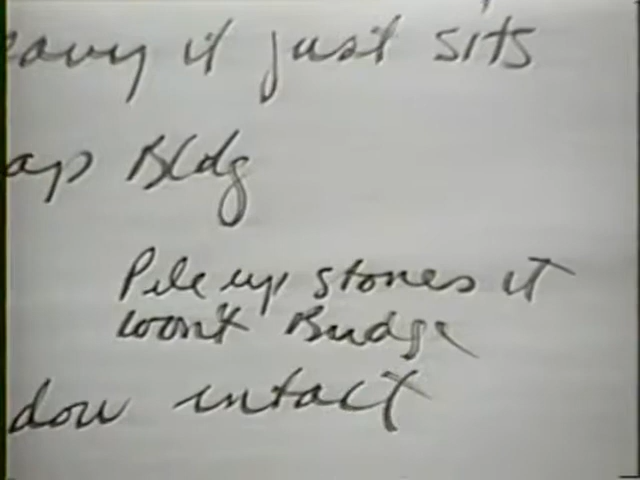 eavy it just sits
ap Bldg
Pile up stones it
won't Budge
dow intact